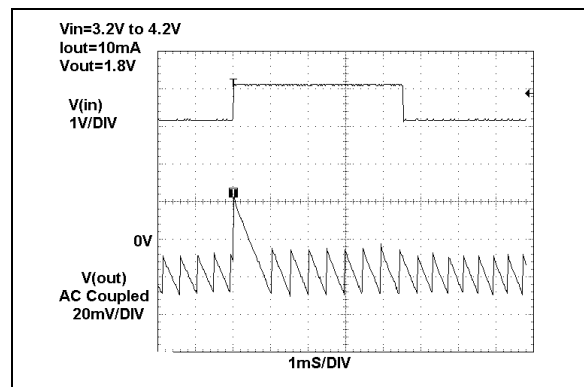 Vin=3.2V to 4.2V
Iout=10mA
Vout=1.8V
V(in)
1V/DIV
T
0V
V(out)
AC Coupled
20mV/DIV
1mS/DIV